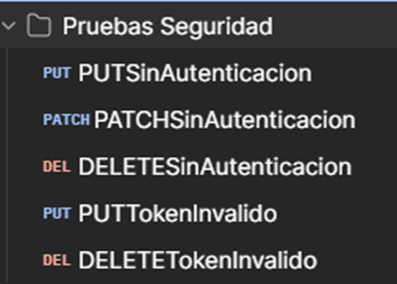 Pruebas Seguridad
PUT PUTSinAutenticacion
PATCH PATCHSinAutenticacion
DEL DELETESinAutenticacion
PUT PUTTokenInvalido
DEL DELETETokenInvalido